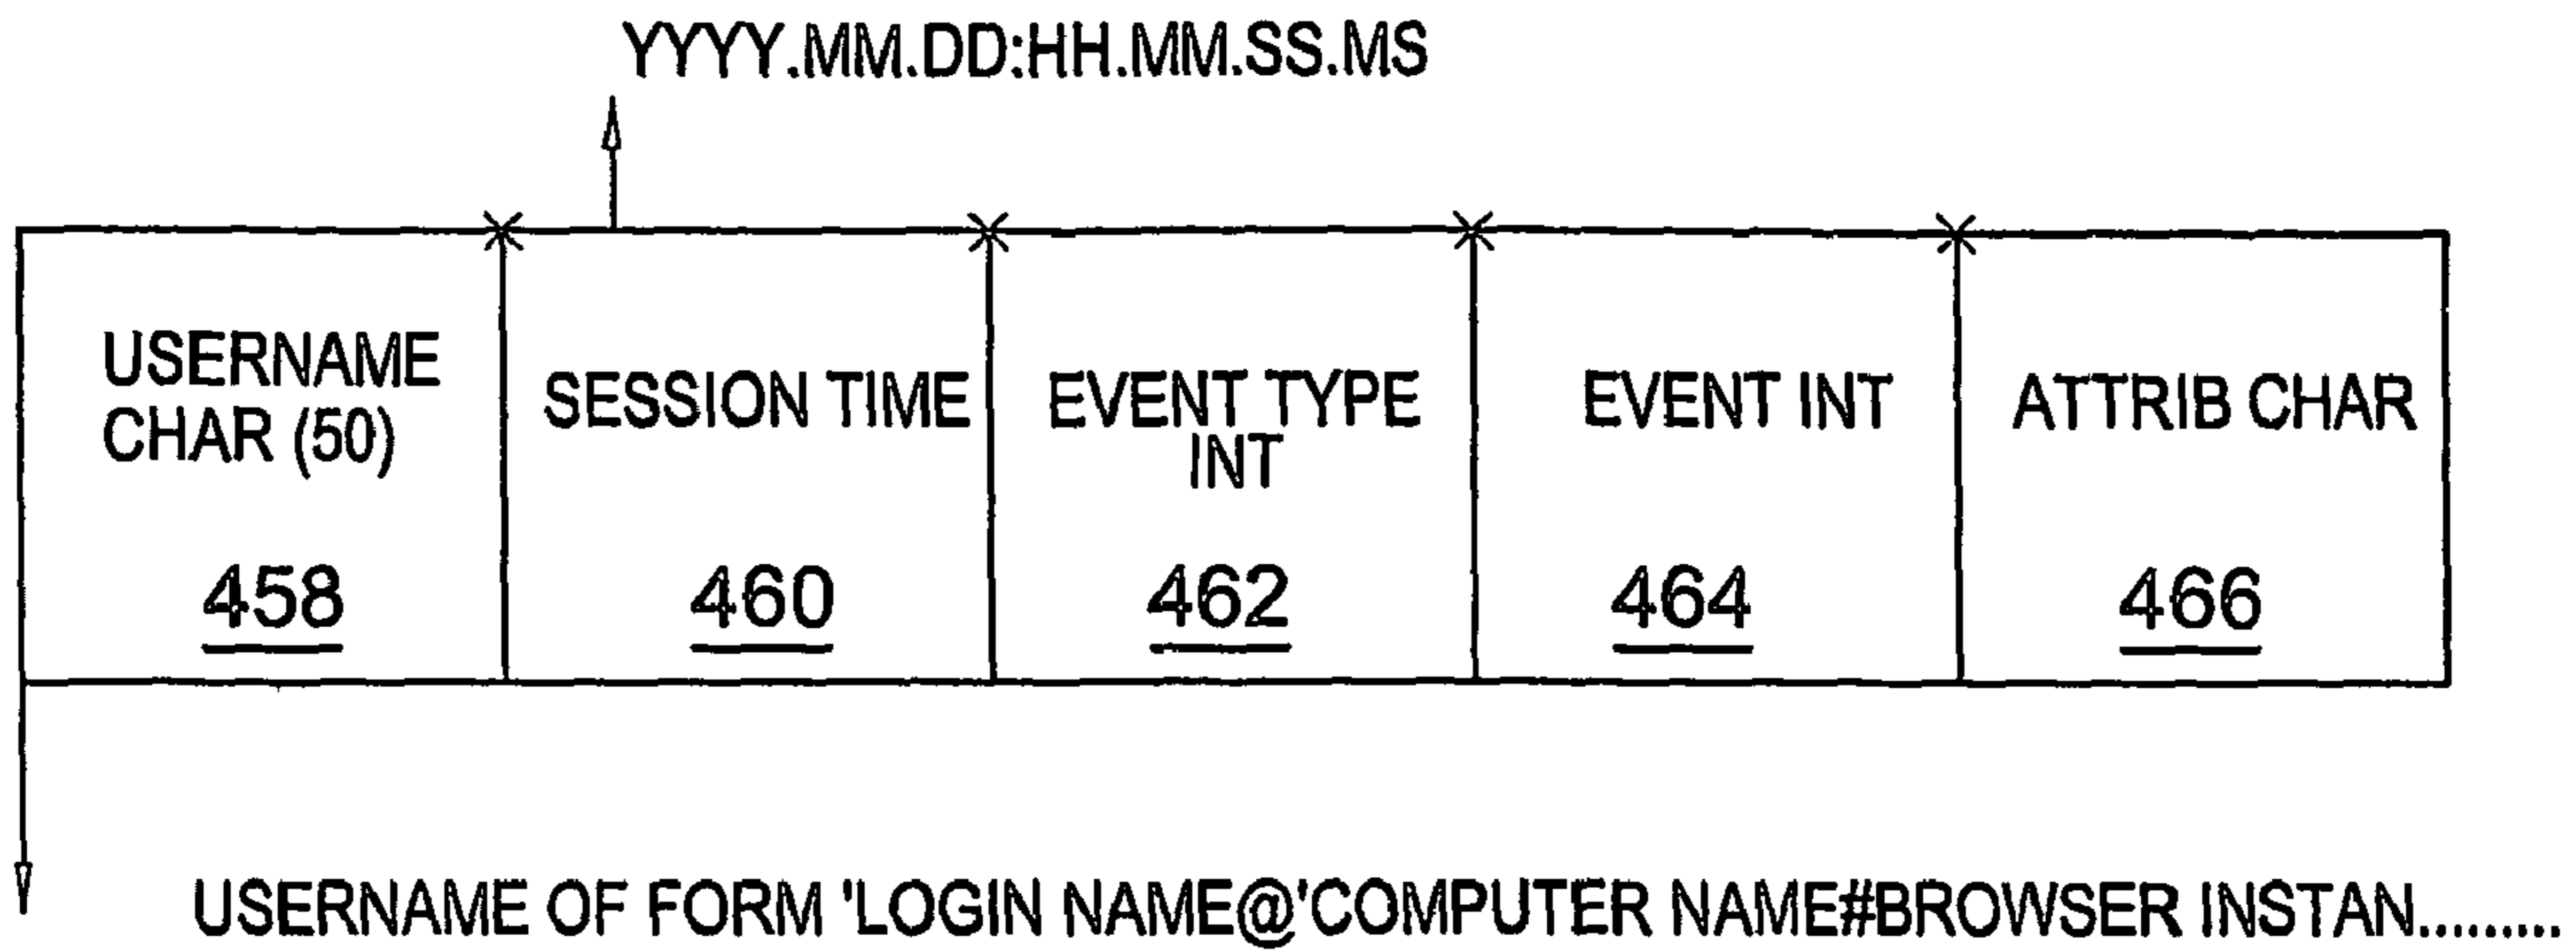 YYYY.MM.DD:HH.MM.SS.MS
USERNAME
CHAR (50)
458
SESSION TIME
460
EVENT TYPE
INT
462
EVENT INT
464
ATTRIB CHAR
466
USERNAME OF FORM 'LOGIN NAME@'COMPUTER NAME#BROWSER INSTAN.........